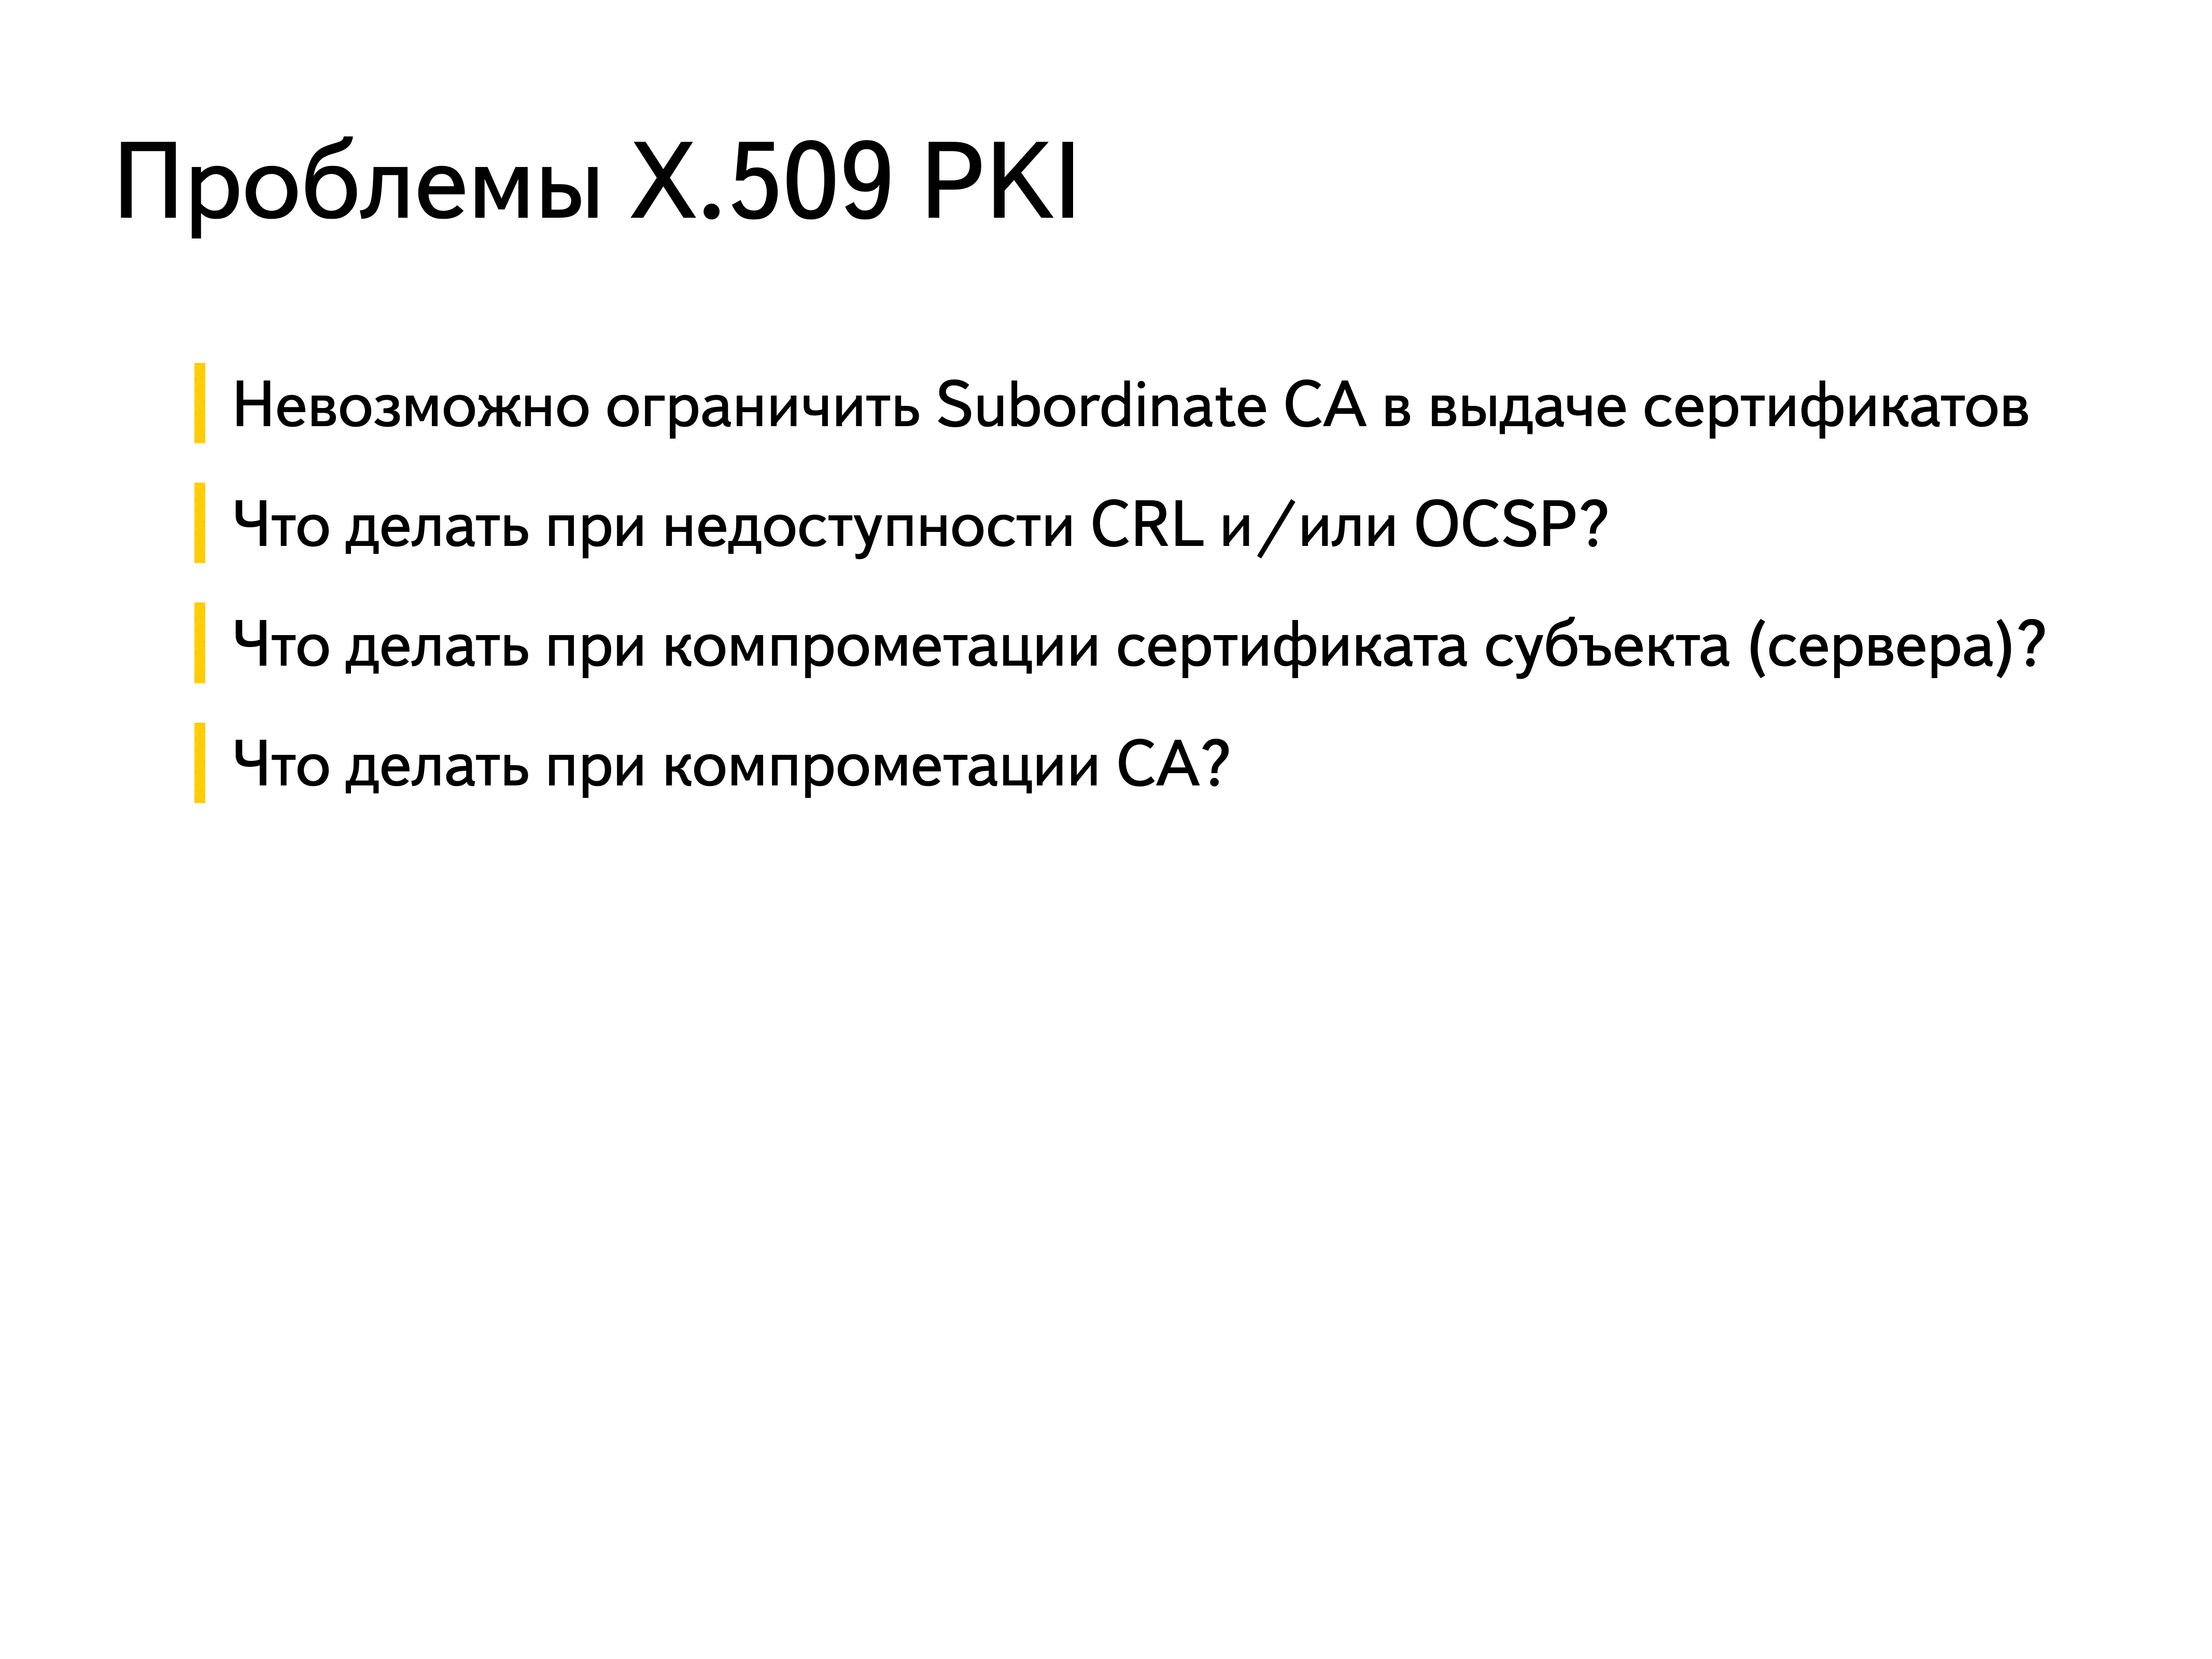 Проблемы X.509 PKI
Невозможно ограничить Subordinate CA в выдаче сертификатов
Что делать при недоступности CRL и/или OCSP?
Что делать при компрометации сертификата субъекта (сервера)?
Что делать при компрометации CA?